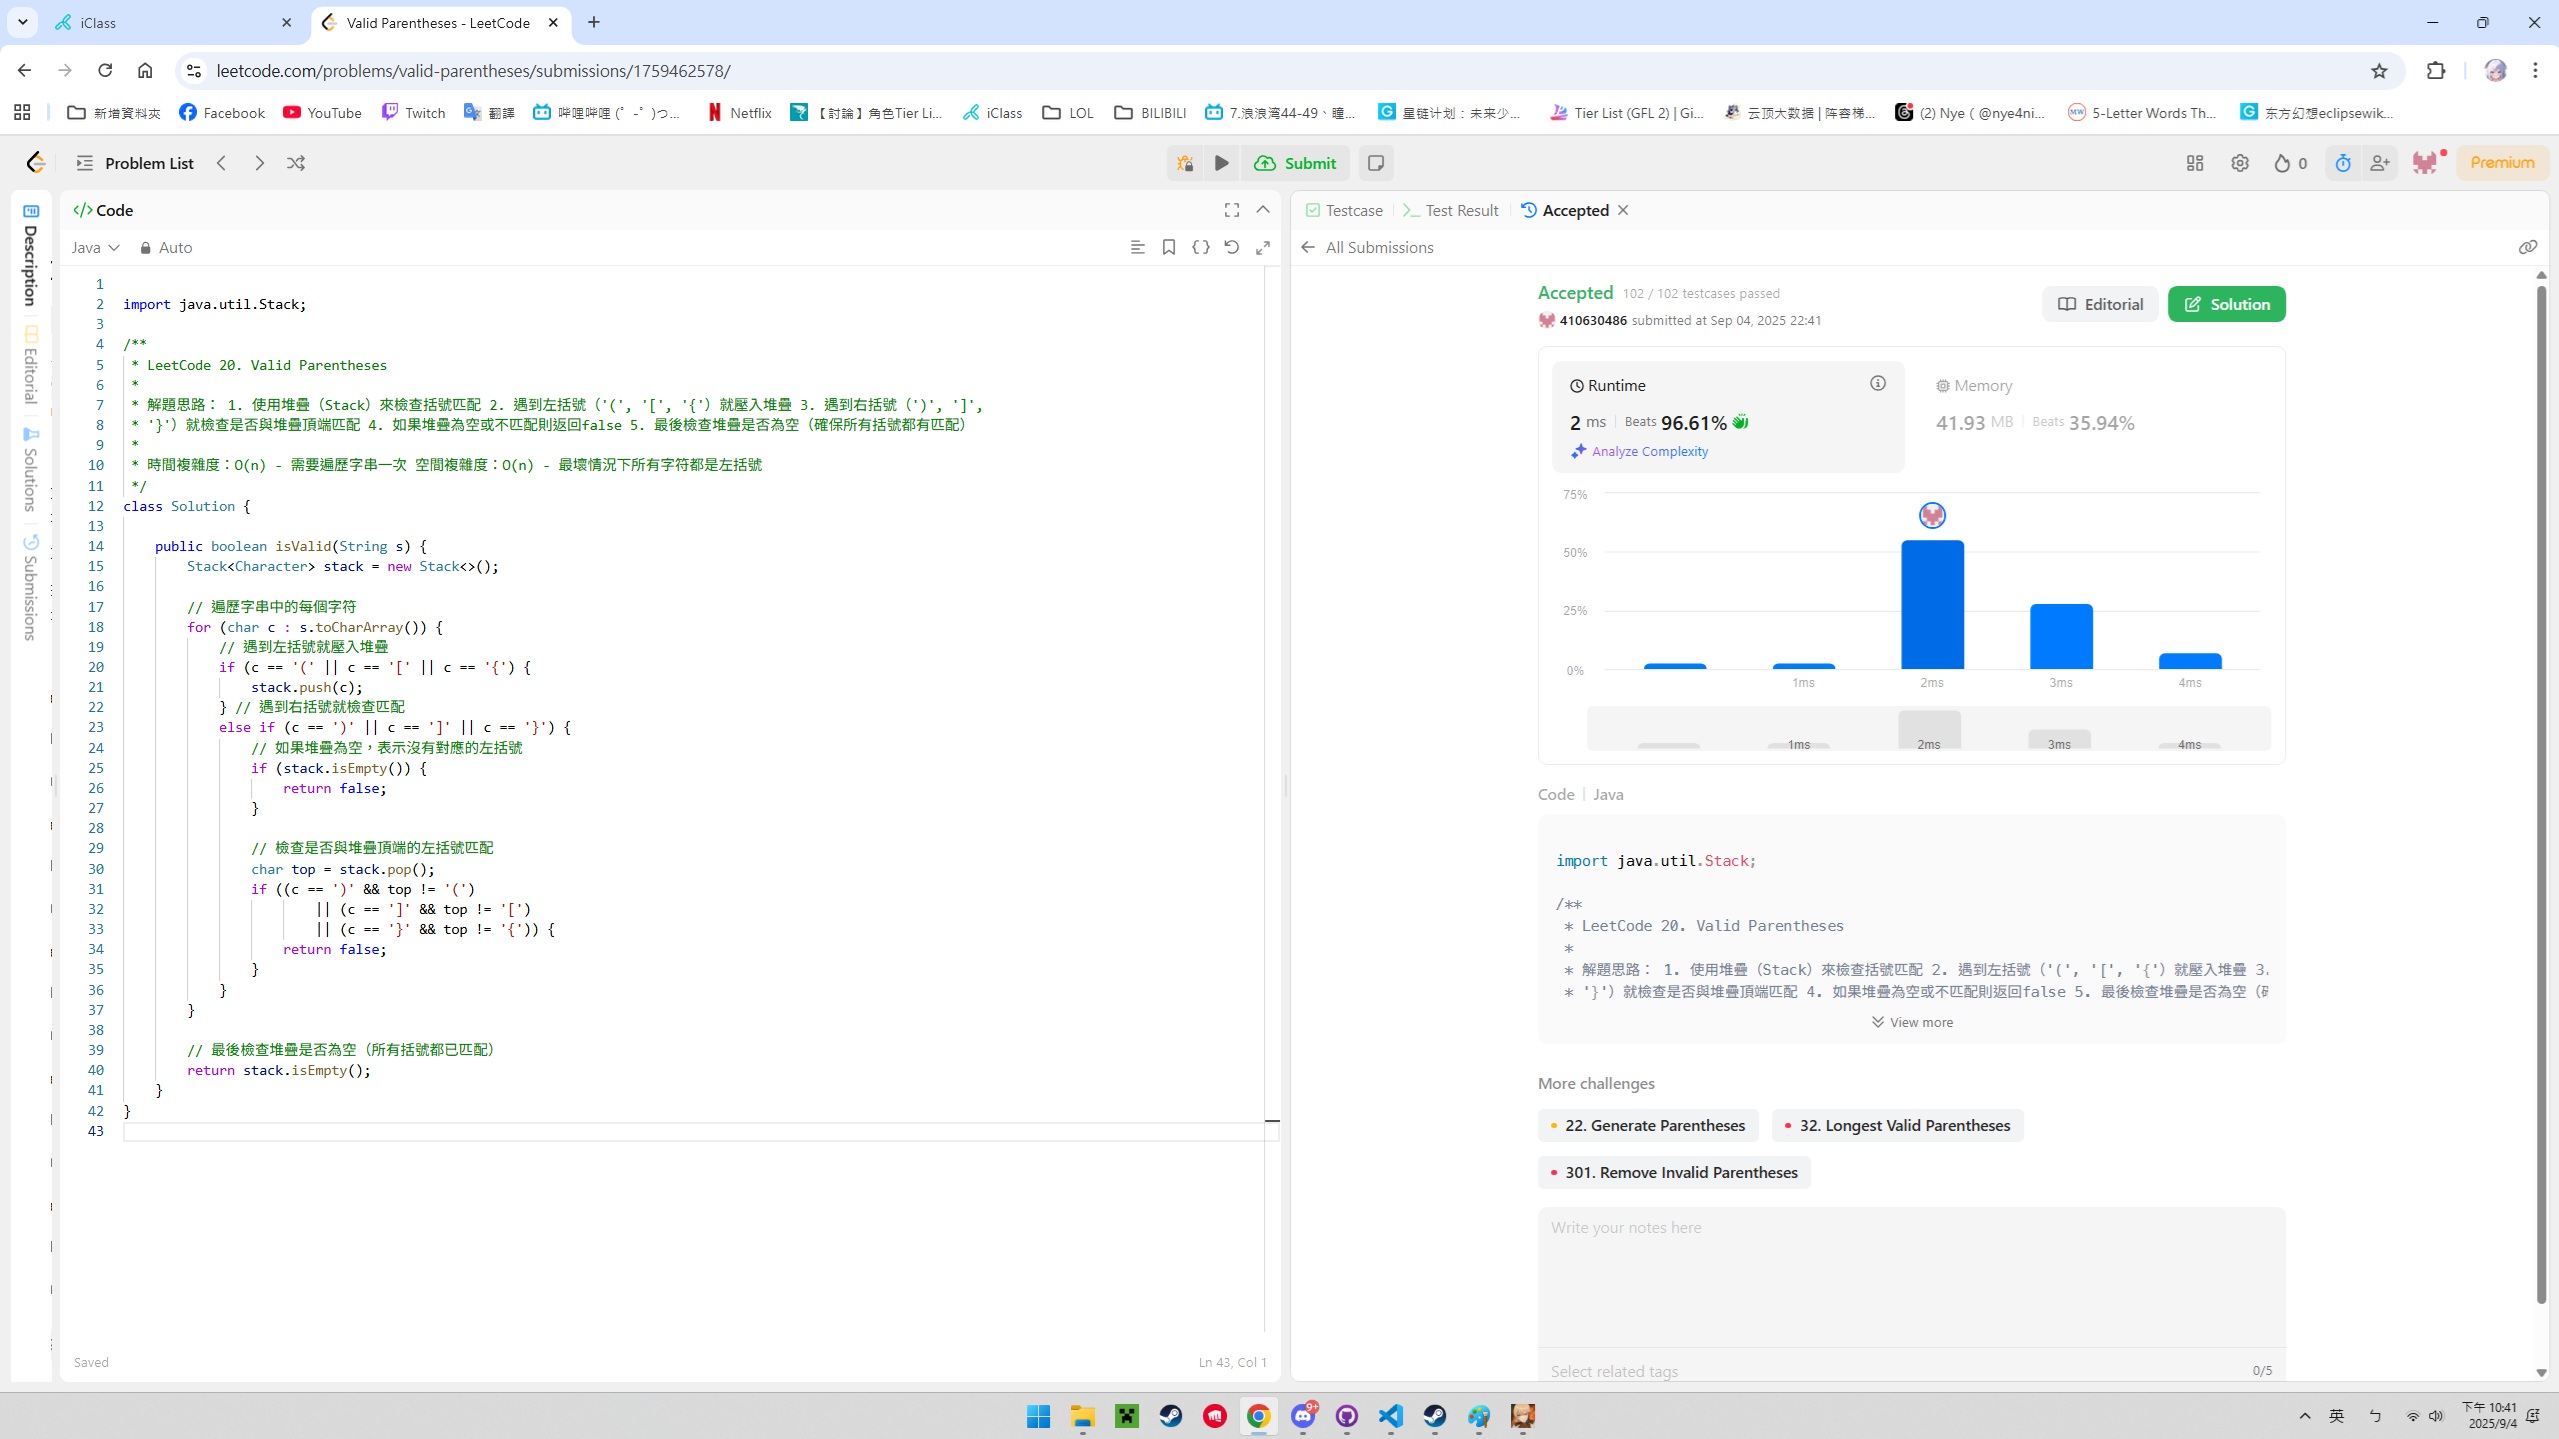 iClass
Valid Parentheses - LeetCode
leetcode.com/problems/valid-parentheses/submissions/1759462578/
新增資料夾 Facebook YouTube Twitch 翻譯 哔哩哔哩 (゜-゜)つ... Netflix 【討論】角色Tier Li... iClass LOL BILIBILI 7.浪浪湾44-49、瞳... 星链计划：未来少... Tier List (GFL 2) | Gi... 云顶大数据 | 阵容梯... (2) Nye ( @nye4ni... 5-Letter Words Th... 东方幻想eclipsewik...
Problem List
Submit
0
Premium
Description
Editorial
Solutions
Submissions
</> Code
Java
Auto
1
2 import java.util.Stack;
3
4 /**
5 * LeetCode 20. Valid Parentheses
6 *
7 * 解題思路： 1. 使用堆疊（Stack）來檢查括號匹配 2. 遇到左括號（'(', '[', '{'）就壓入堆疊 3. 遇到右括號（')', ']',
8 * '}'）就檢查是否與堆疊頂端匹配 4. 如果堆疊為空或不匹配則返回false 5. 最後檢查堆疊是否為空（確保所有括號都有匹配）
9 *
10 * 時間複雜度：O(n) - 需要遍歷字串一次 空間複雜度：O(n) - 最壞情況下所有字符都是左括號
11 */
12 class Solution {
13
14 public boolean isValid(String s) {
15 Stack<Character> stack = new Stack<>();
16
17 // 遍歷字串中的每個字符
18 for (char c : s.toCharArray()) {
19 // 遇到左括號就壓入堆疊
20 if (c == '(' || c == '[' || c == '{') {
21 stack.push(c);
22 } // 遇到右括號就檢查匹配
23 else if (c == ')' || c == ']' || c == '}') {
24 // 如果堆疊為空，表示沒有對應的左括號
25 if (stack.isEmpty()) {
26 return false;
27 }
28
29 // 檢查是否與堆疊頂端的左括號匹配
30 char top = stack.pop();
31 if ((c == ')' && top != '(')
32 || (c == ']' && top != '[')
33 || (c == '}' && top != '{')) {
34 return false;
35 }
36 }
37 }
38
39 // 最後檢查堆疊是否為空（所有括號都已匹配）
40 return stack.isEmpty();
41 }
42 }
43
Saved
Ln 43, Col 1
Testcase
Test Result
Accepted
All Submissions
Accepted 102 / 102 testcases passed
410630486 submitted at Sep 04, 2025 22:41
Editorial
Solution
Runtime
2 ms Beats 96.61%
Analyze Complexity
Memory
41.93 MB Beats 35.94%
75%
50%
25%
0%
1ms 2ms 3ms 4ms
1ms 2ms 3ms 4ms
Code | Java
import java.util.Stack;
/**
* LeetCode 20. Valid Parentheses
*
* 解題思路： 1. 使用堆疊（Stack）來檢查括號匹配 2. 遇到左括號（'(', '[', '{'）就壓入堆疊 3.
* '}'）就檢查是否與堆疊頂端匹配 4. 如果堆疊為空或不匹配則返回false 5. 最後檢查堆疊是否為空（
View more
More challenges
22. Generate Parentheses
32. Longest Valid Parentheses
301. Remove Invalid Parentheses
Write your notes here
Select related tags
0/5
9+
英
ㄅ
下午 10:41
2025/9/4